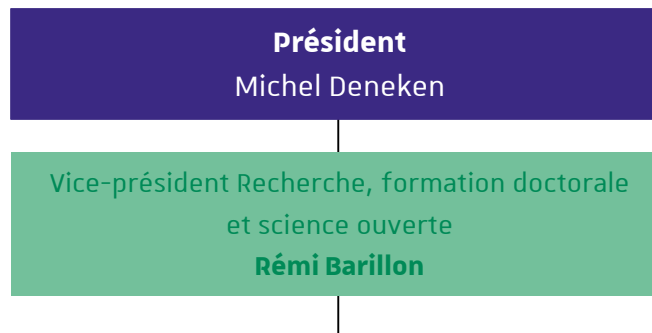 Président
Michel Deneken
Vice-président Recherche, formation doctorale
et science ouverte
Rémi Barillon